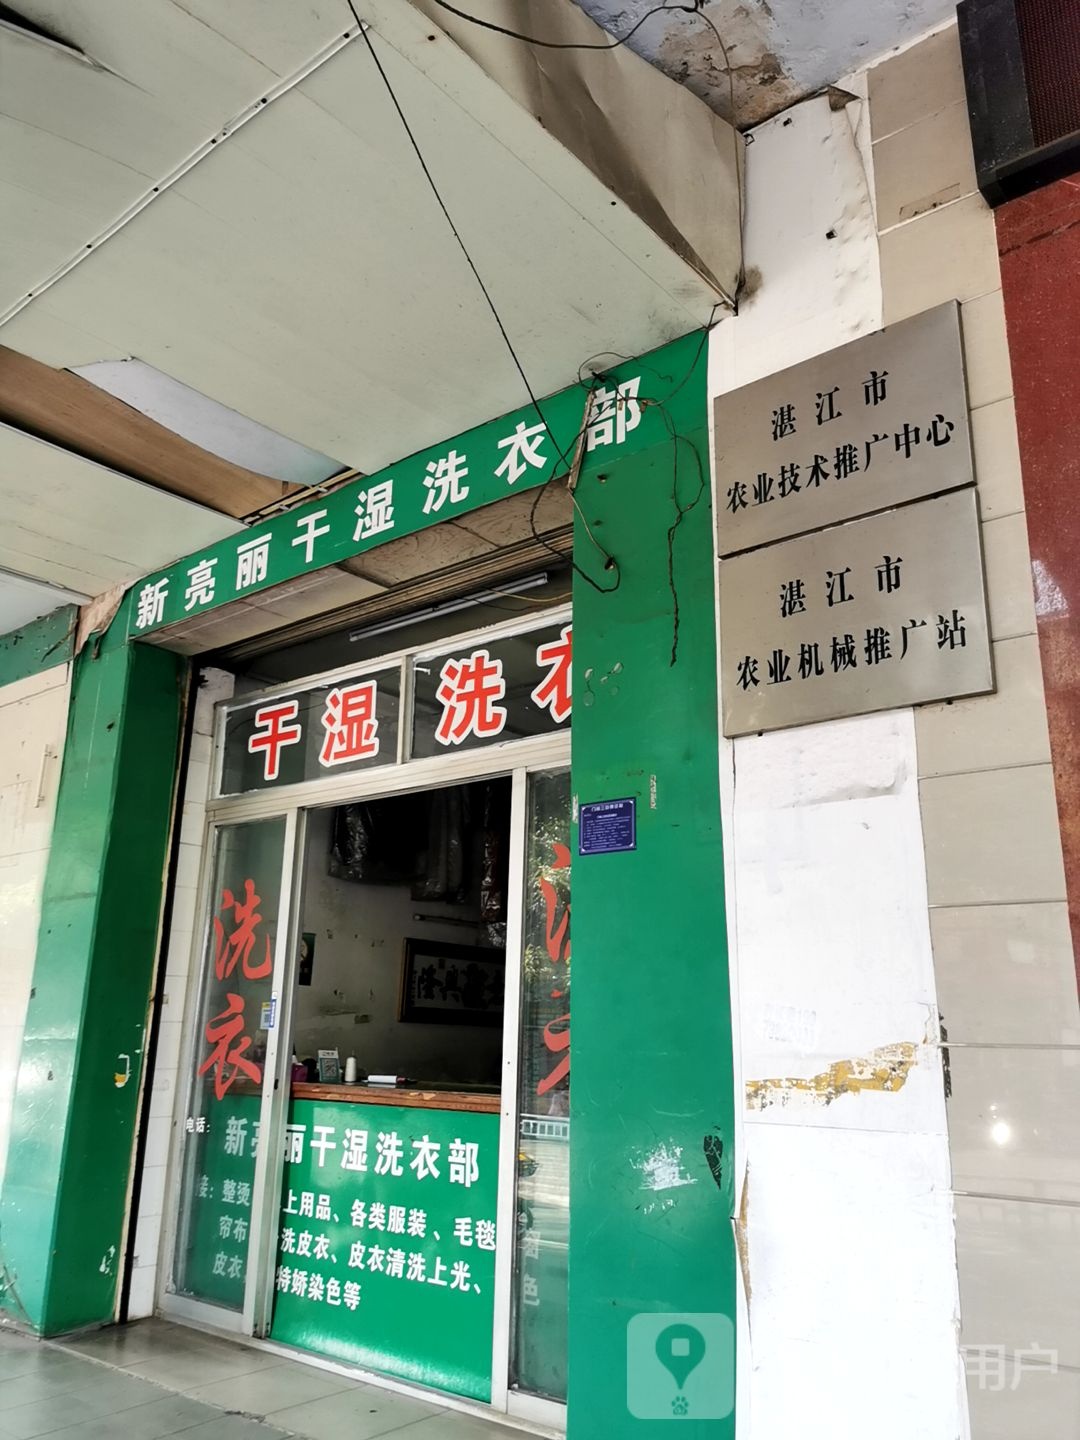 新亮丽干湿洗衣部
湛江市
农业技术推广中心
湛江市
农业机械推广站
干湿 洗衣
洗衣
电话：
新亮丽干湿洗衣部
接：整烫 上用品、各类服装、毛毯
帘布 洗皮衣、皮衣清洗上光、
皮衣 特娇染色等
用户